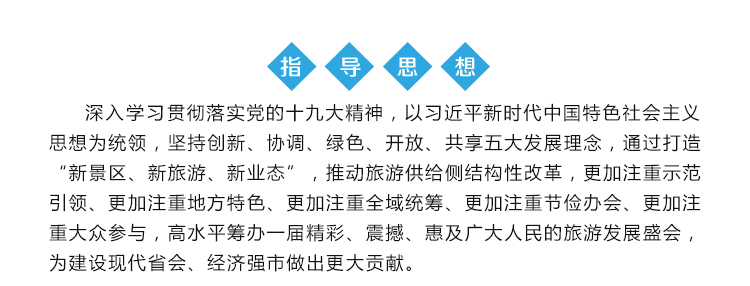 指导思想
深入学习贯彻落实党的十九大精神，以习近平新时代中国特色社会主义
思想为统领，坚持创新、协调、绿色、开放、共享五大发展理念，通过打造
“新景区、新旅游、新业态”，推动旅游供给侧结构性改革，更加注重示范
引领、更加注重地方特色、更加注重全域统筹、更加注重节俭办会、更加注
重大众参与，高水平筹办一届精彩、震撼、惠及广大人民的旅游发展盛会，
为建设现代省会、经济强市做出更大贡献。